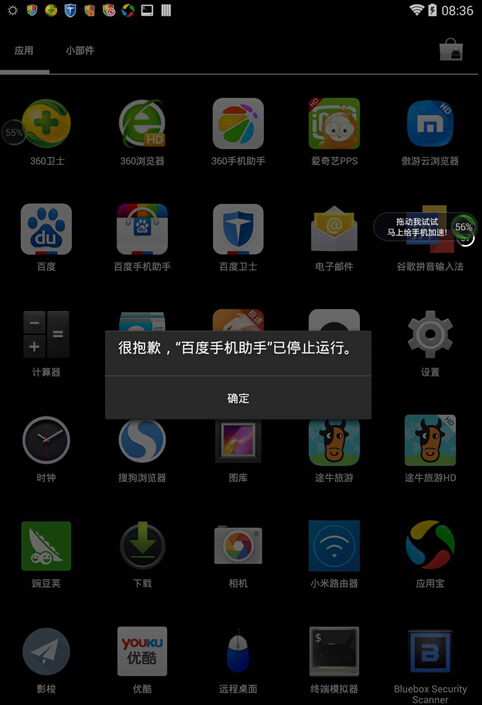 08:36
应用
小部件
55%
HD
HD
HD
360卫士
360浏览器
360手机助手
爱奇艺PPS
傲游云浏览器
du
拖动我试试
马上给手机加速!
56%
百度
百度手机助手
百度卫士
电子邮件
谷歌拼音输入法
极速
很抱歉，“百度手机助手”已停止运行。
计算器
设置
确定
HD
时钟
搜狗浏览器
图库
途牛旅游
途牛旅游HD
豌豆荚
下载
相机
小米路由器
应用宝
YOUKU
优酷
$
B
影梭
优酷
远程桌面
终端模拟器
Bluebox Security
Scanner